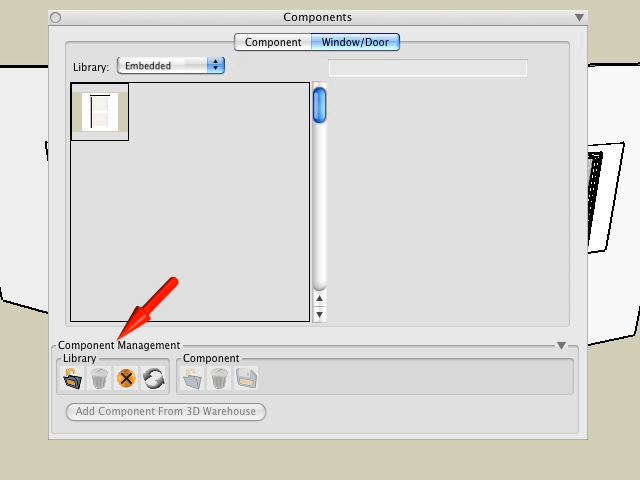 Components
Component Window/Door
Library: Embedded
Component Management
Library Component
Add Component From 3D Warehouse